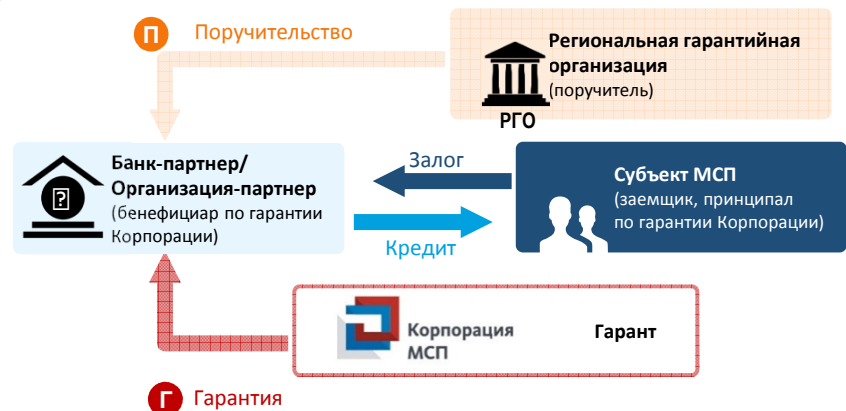 П Поручительство
Региональная гарантийная
организация
(поручитель)
РГО
Банк-партнер/
Организация-партнер
(бенефициар по гарантии
Корпорации)
Залог
Кредит
Субъект МСП
(заемщик, принципал
по гарантии Корпорации)
Корпорация
МСП
Гарант
Г Гарантия